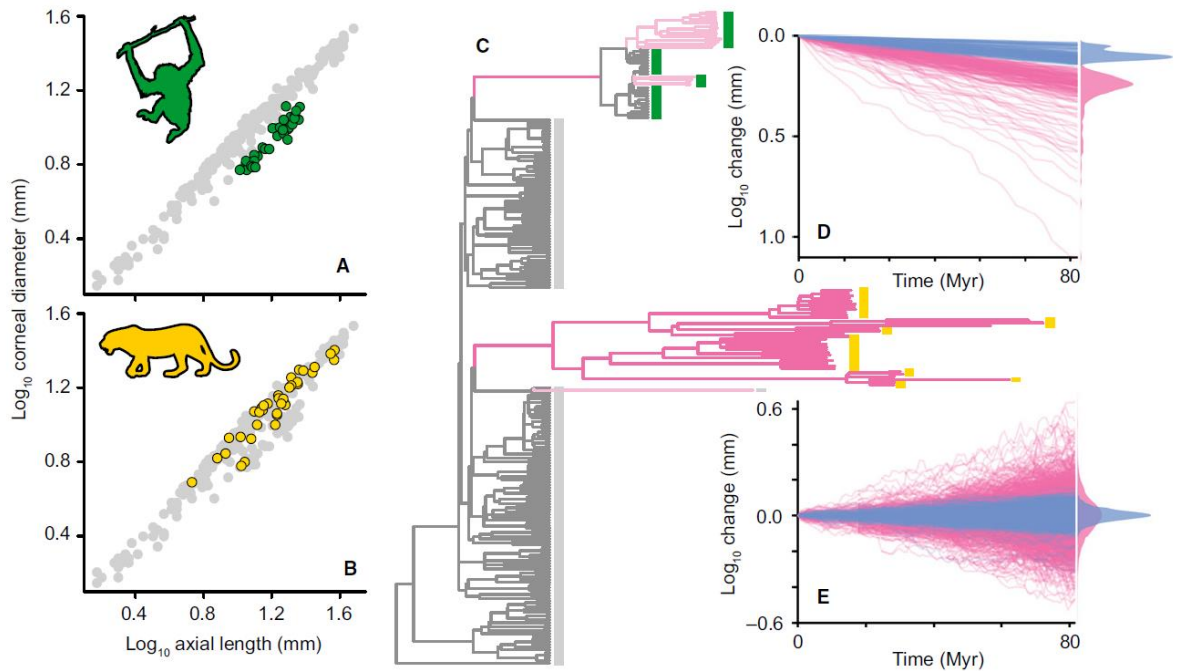 1.6
1.2
0.8
0.4
A
1.6
1.2
0.8
0.4
B
0.4
0.8
1.2
1.6
Log10 corneal diameter (mm)
Log10 axial length (mm)
C
0.0
0.5
1.0
Log10 change (mm)
D
0
80
Time (Myr)
0.6
0.0
–0.6
Log10 change (mm)
E
0
80
Time (Myr)